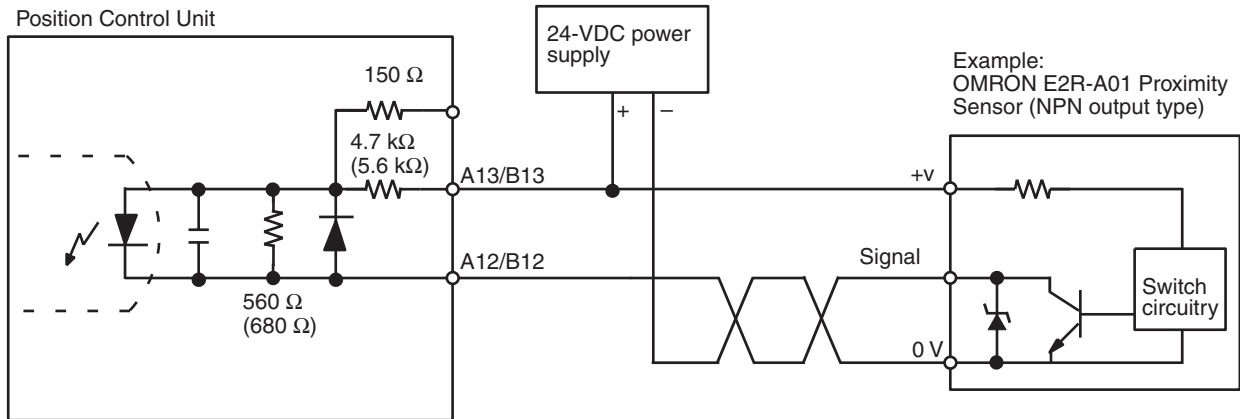 Position Control Unit
24-VDC power
supply
Example:
OMRON E2R-A01 Proximity
Sensor (NPN output type)
150 Ω
+
−
4.7 kΩ
(5.6 kΩ)
A13/B13
+v
A12/B12
Signal
Switch
circuitry
560 Ω
(680 Ω)
0 V